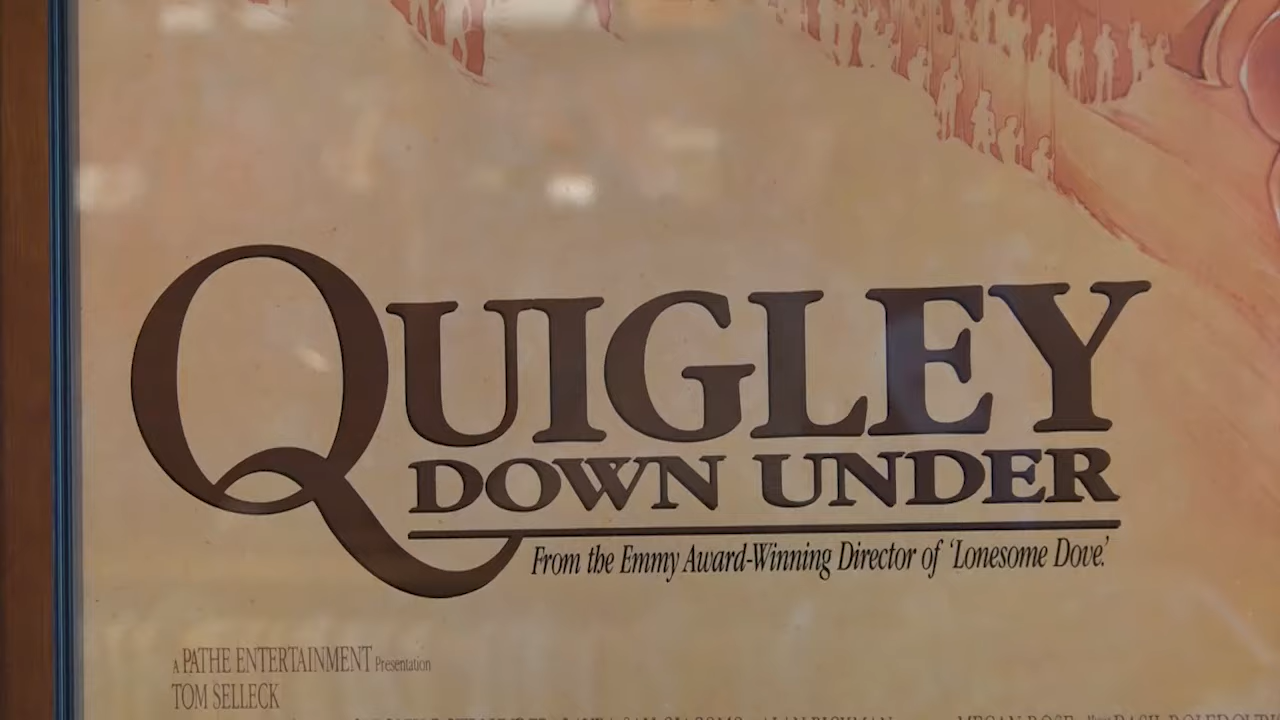 QUIGLEY
DOWN UNDER
From the Emmy Award-Winning Director of 'Lonesome Dove.'
A PATHE ENTERTAINMENT Presentation
TOM SELLECK